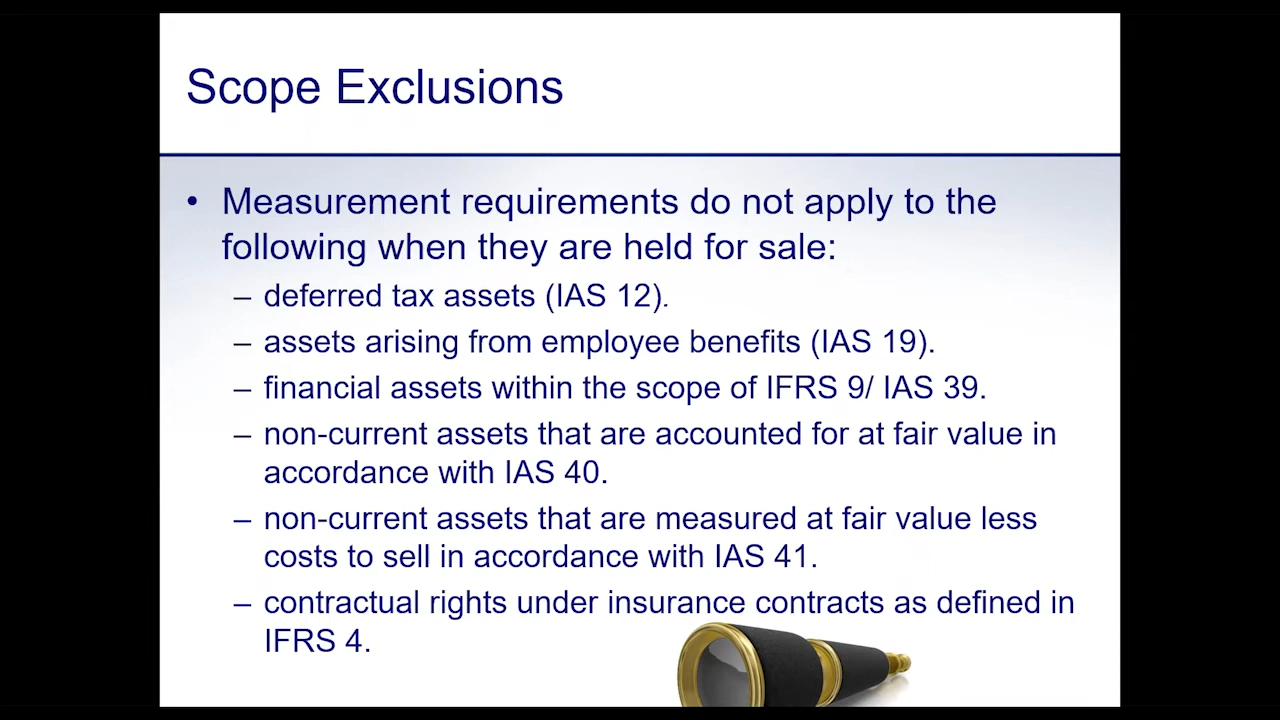 Scope Exclusions
• Measurement requirements do not apply to the
following when they are held for sale:
– deferred tax assets (IAS 12).
– assets arising from employee benefits (IAS 19).
– financial assets within the scope of IFRS 9/ IAS 39.
– non-current assets that are accounted for at fair value in
accordance with IAS 40.
– non-current assets that are measured at fair value less
costs to sell in accordance with IAS 41.
– contractual rights under insurance contracts as defined in
IFRS 4.